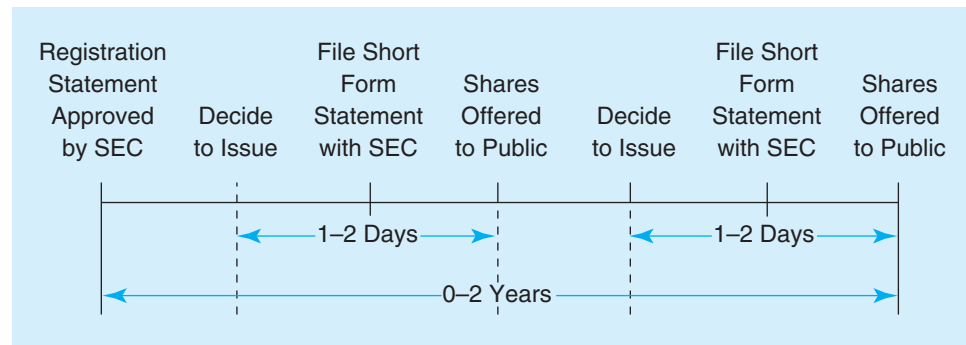 Registration
Statement
Approved
by SEC
Decide
to Issue
File Short
Form
Statement
with SEC
Shares
Offered
to Public
Decide
to Issue
File Short
Form
Statement
with SEC
Shares
Offered
to Public
1–2 Days
1–2 Days
0–2 Years